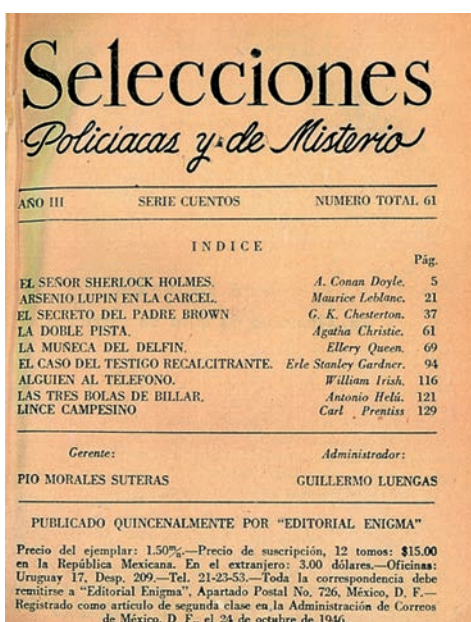 Selecciones
Policiacas y de Misterio
AÑO III SERIE CUENTOS NUMERO TOTAL 61
INDICE
Pág.
EL SEÑOR SHERLOCK HOLMES. A. Conan Doyle. 5
ARSENIO LUPIN EN LA CARCEL. Maurice Leblanc. 21
EL SECRETO DEL PADRE BROWN G. K. Chesterton. 37
LA DOBLE PISTA. Agatha Christie. 61
LA MUÑECA DEL DELFIN. Ellery Queen. 69
EL CASO DEL TESTIGO RECALCITRANTE. Erle Stanley Gardner. 94
ALGUIEN AL TELEFONO. William Irish. 116
LAS TRES BOLAS DE BILLAR. Antonio Helú. 121
LINCE CAMPESINO Carl Prentiss 129
Gerente: Administrador:
PIO MORALES SUTERAS GUILLERMO LUENGAS
PUBLICADO QUINCENALMENTE POR "EDITORIAL ENIGMA"
Precio del ejemplar: 1.50 m/n.—Precio de suscripción, 12 tomos: $15.00
en la República Mexicana. En el extranjero: 3.00 dólares.—Oficinas:
Uruguay 17, Desp. 209.—Tel. 21-23-53.—Toda la correspondencia debe
remitirse a "Editorial Enigma", Apartado Postal No. 726, México, D. F.—
Registrado como artículo de segunda clase en la Administración de Correos
de México, D. F., el 24 de octubre de 1946.